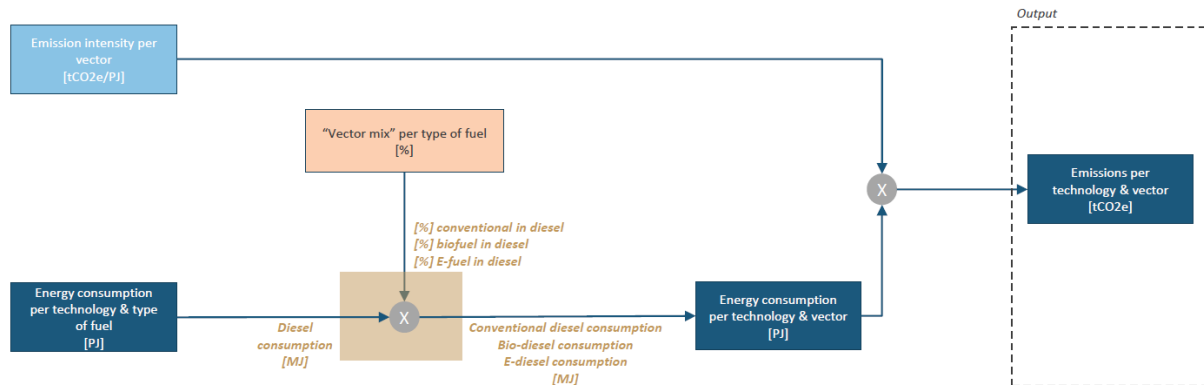 Output
Emission intensity per
vector
[tCO2e/PJ]
“Vector mix” per type of fuel
[%]
X
Emissions per
technology & vector
[tCO2e]
[%] conventional in diesel
[%] biofuel in diesel
[%] E-fuel in diesel
Energy consumption
per technology & type
of fuel
[PJ]
Diesel
consumption
[MJ]
X
Conventional diesel consumption
Bio-diesel consumption
E-diesel consumption
[MJ]
Energy consumption
per technology & vector
[PJ]